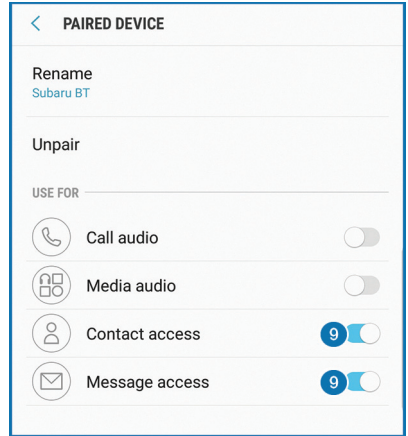 PAIRED DEVICE
Rename
Subaru BT
Unpair
USE FOR
Call audio
Media audio
Contact access 9
Message access 9